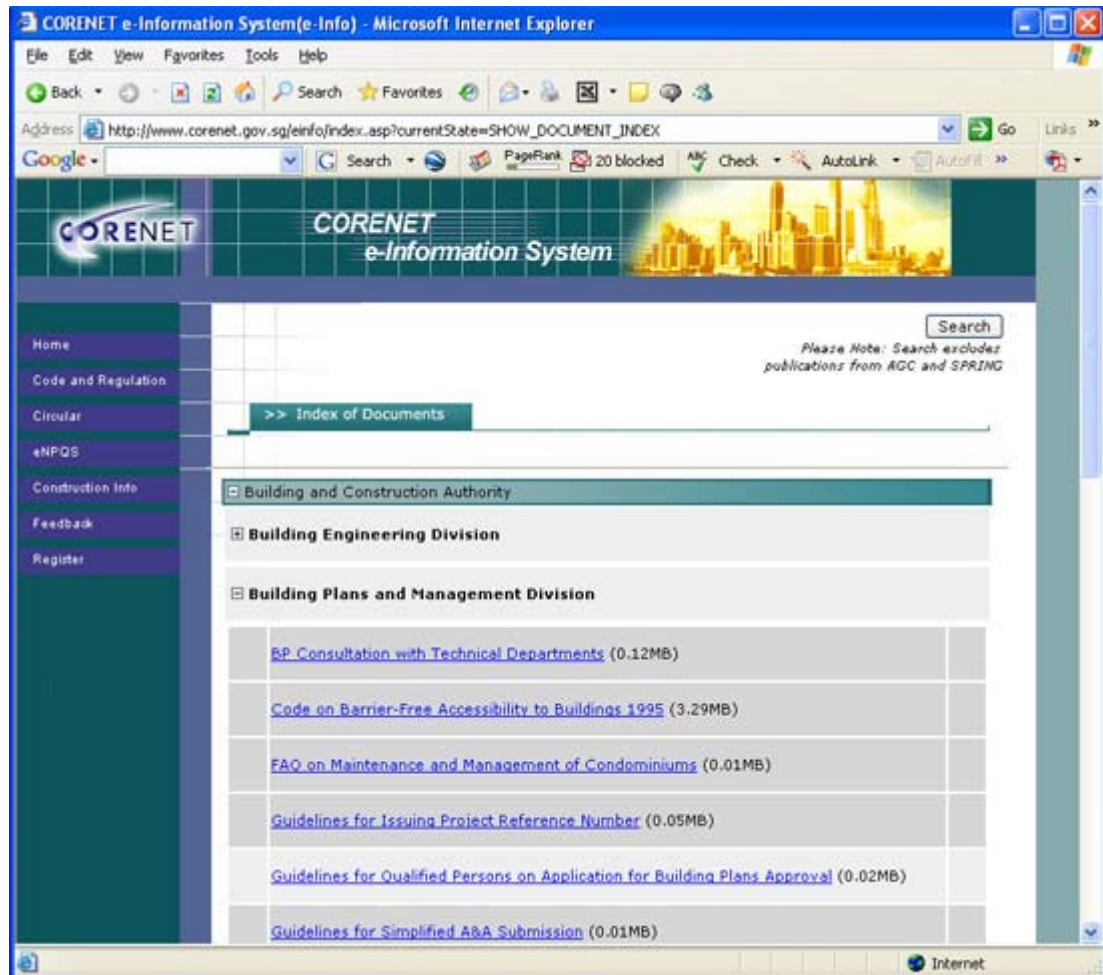 CORENET e-Information System(e-Info) - Microsoft Internet Explorer
File Edit View Favorites Tools Help
Back Search Favorites
Address http://www.corenet.gov.sg/einfo/index.asp?currentState=SHOW_DOCUMENT_INDEX Go Links »
Google Search PageRank 20 blocked ABC Check AutoLink AutoFill »
CORENET
CORENET
e-Information System
Search
Please Note: Search excludes
publications from AGC and SPRING
Home
Code and Regulation
Circular
eNPQS
Construction Info
Feedback
Register
>> Index of Documents
Building and Construction Authority
Building Engineering Division
Building Plans and Management Division
BP Consultation with Technical Departments (0.12MB)
Code on Barrier-Free Accessibility to Buildings 1995 (3.29MB)
FAQ on Maintenance and Management of Condominiums (0.01MB)
Guidelines for Issuing Project Reference Number (0.05MB)
Guidelines for Qualified Persons on Application for Building Plans Approval (0.02MB)
Guidelines for Simplified A&A Submission (0.01MB)
Internet